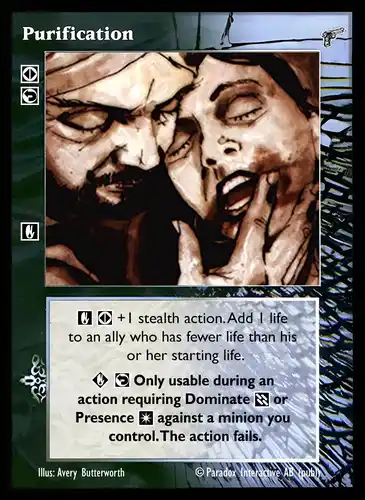 Purification
+1 stealth action. Add 1 life
to an ally who has fewer life than his
or her starting life.
Only usable during an
action requiring Dominate or
Presence against a minion you
control. The action fails.
Illus: Avery Butterworth
© Paradox Interactive AB (publ)